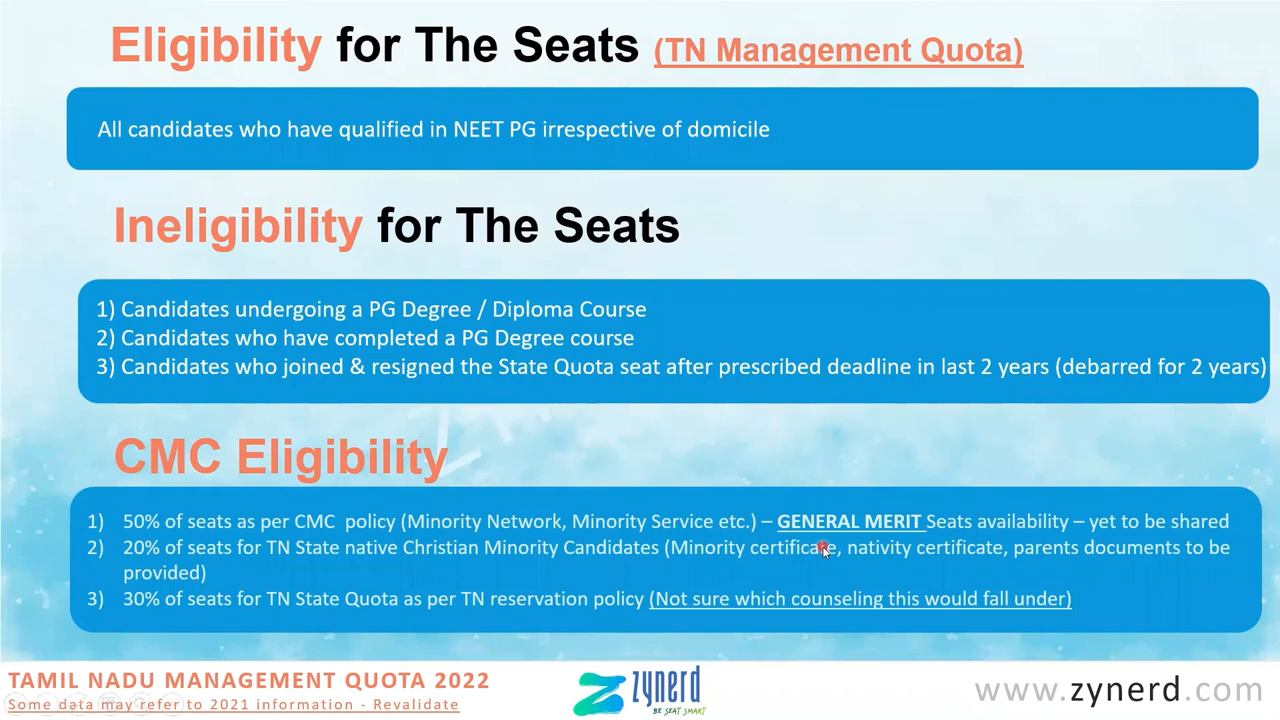 Eligibility for The Seats (TN Management Quota)
All candidates who have qualified in NEET PG irrespective of domicile
Ineligibility for The Seats
1) Candidates undergoing a PG Degree / Diploma Course
2) Candidates who have completed a PG Degree course
3) Candidates who joined & resigned the State Quota seat after prescribed deadline in last 2 years (debarred for 2 years)
CMC Eligibility
1) 50% of seats as per CMC policy (Minority Network, Minority Service etc.) – GENERAL MERIT Seats availability – yet to be shared
2) 20% of seats for TN State native Christian Minority Candidates (Minority certificate, nativity certificate, parents documents to be
provided)
3) 30% of seats for TN State Quota as per TN reservation policy (Not sure which counseling this would fall under)
TAMIL NADU MANAGEMENT QUOTA 2022
Some data may refer to 2021 information - Revalidate
zynerd
BE SEAT SMART
www.zynerd.com